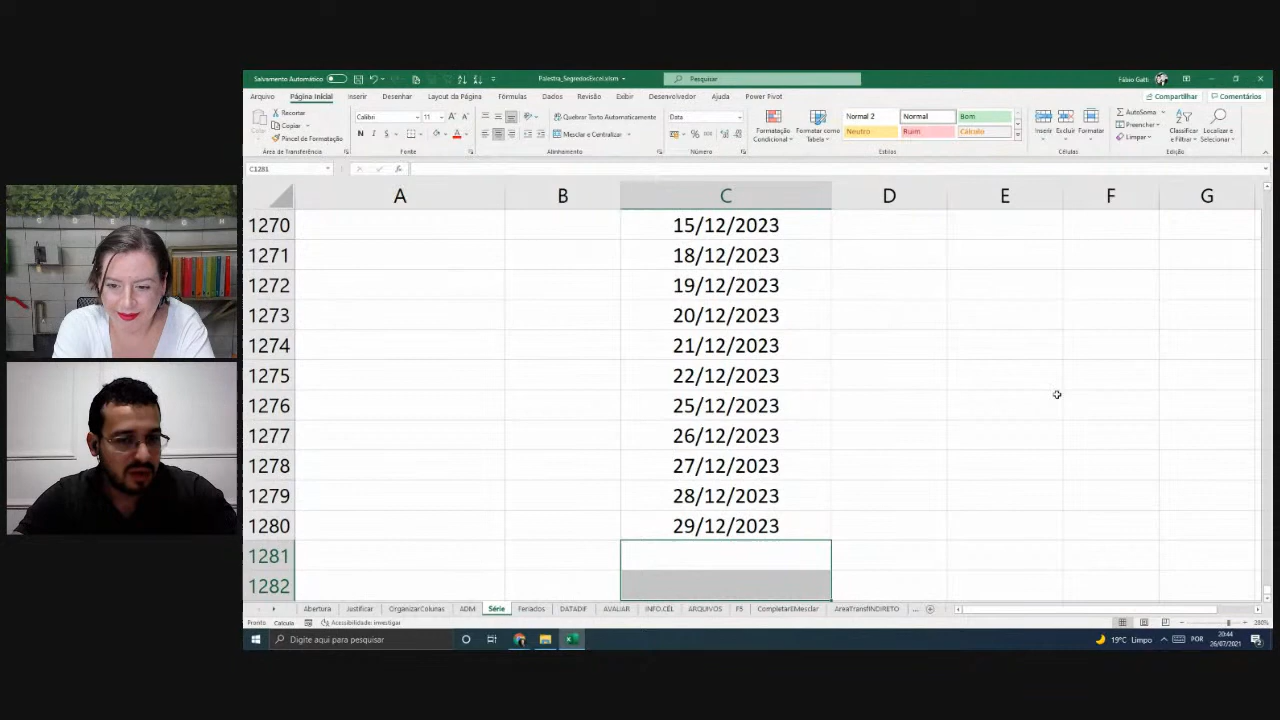 Salvamento Automático
Palestra_SegredosExcel.xlsm
Pesquisar
Fábio Gatti
Arquivo Página Inicial Inserir Desenhar Layout da Página Fórmulas Dados Revisão Exibir Desenvolvedor Ajuda Power Pivot Compartilhar Comentários
Recortar
Copiar
Pincel de Formatação
Área de Transferência
Calibri 11
N I S
Fonte
Quebrar Texto Automaticamente
Mesclar e Centralizar
Alinhamento
Data
Número
Formatação Condicional
Formatar como Tabela
Normal 2 Normal Bom
Neutro Ruim Cálculo
Estilos
Inserir Excluir Formatar
Células
AutoSoma
Preencher
Limpar
Classificar e Filtrar
Localizar e Selecionar
Edição
C1281
A B C D E F G
1270 15/12/2023
1271 18/12/2023
1272 19/12/2023
1273 20/12/2023
1274 21/12/2023
1275 22/12/2023
1276 25/12/2023
1277 26/12/2023
1278 27/12/2023
1279 28/12/2023
1280 29/12/2023
1281
1282
Abertura Justificar OrganizarColunas ADM Série Feriados DATADIF AVALIAR INFO.CÉL ARQUIVOS F5 CompletarEMesclar AreaTransfINDIRETO ...
Pronto Calcula Acessibilidade: investigar
Digite aqui para pesquisar
19°C Limpo
POR
20:44
26/07/2021